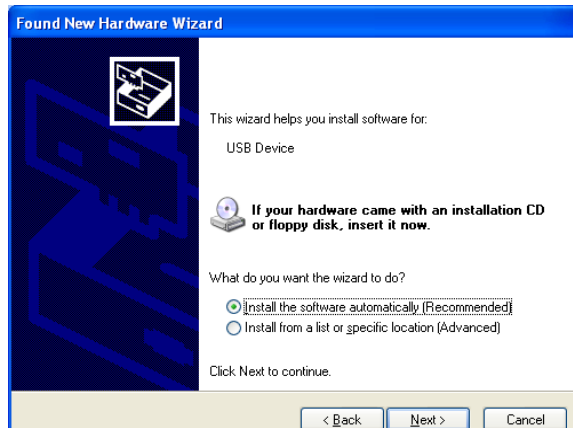 Found New Hardware Wizard
This wizard helps you install software for:
USB Device
If your hardware came with an installation CD
or floppy disk, insert it now.
What do you want the wizard to do?
Install the software automatically (Recommended)
Install from a list or specific location (Advanced)
Click Next to continue.
< Back Next > Cancel